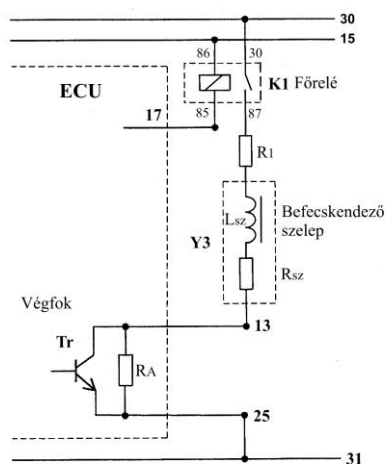 30
15
86 30
ECU
K1 Főrelé
17
85 87
R1
Lsz
Befecskendező
szelep
Y3
Rsz
Végfok
13
Tr
RA
25
31